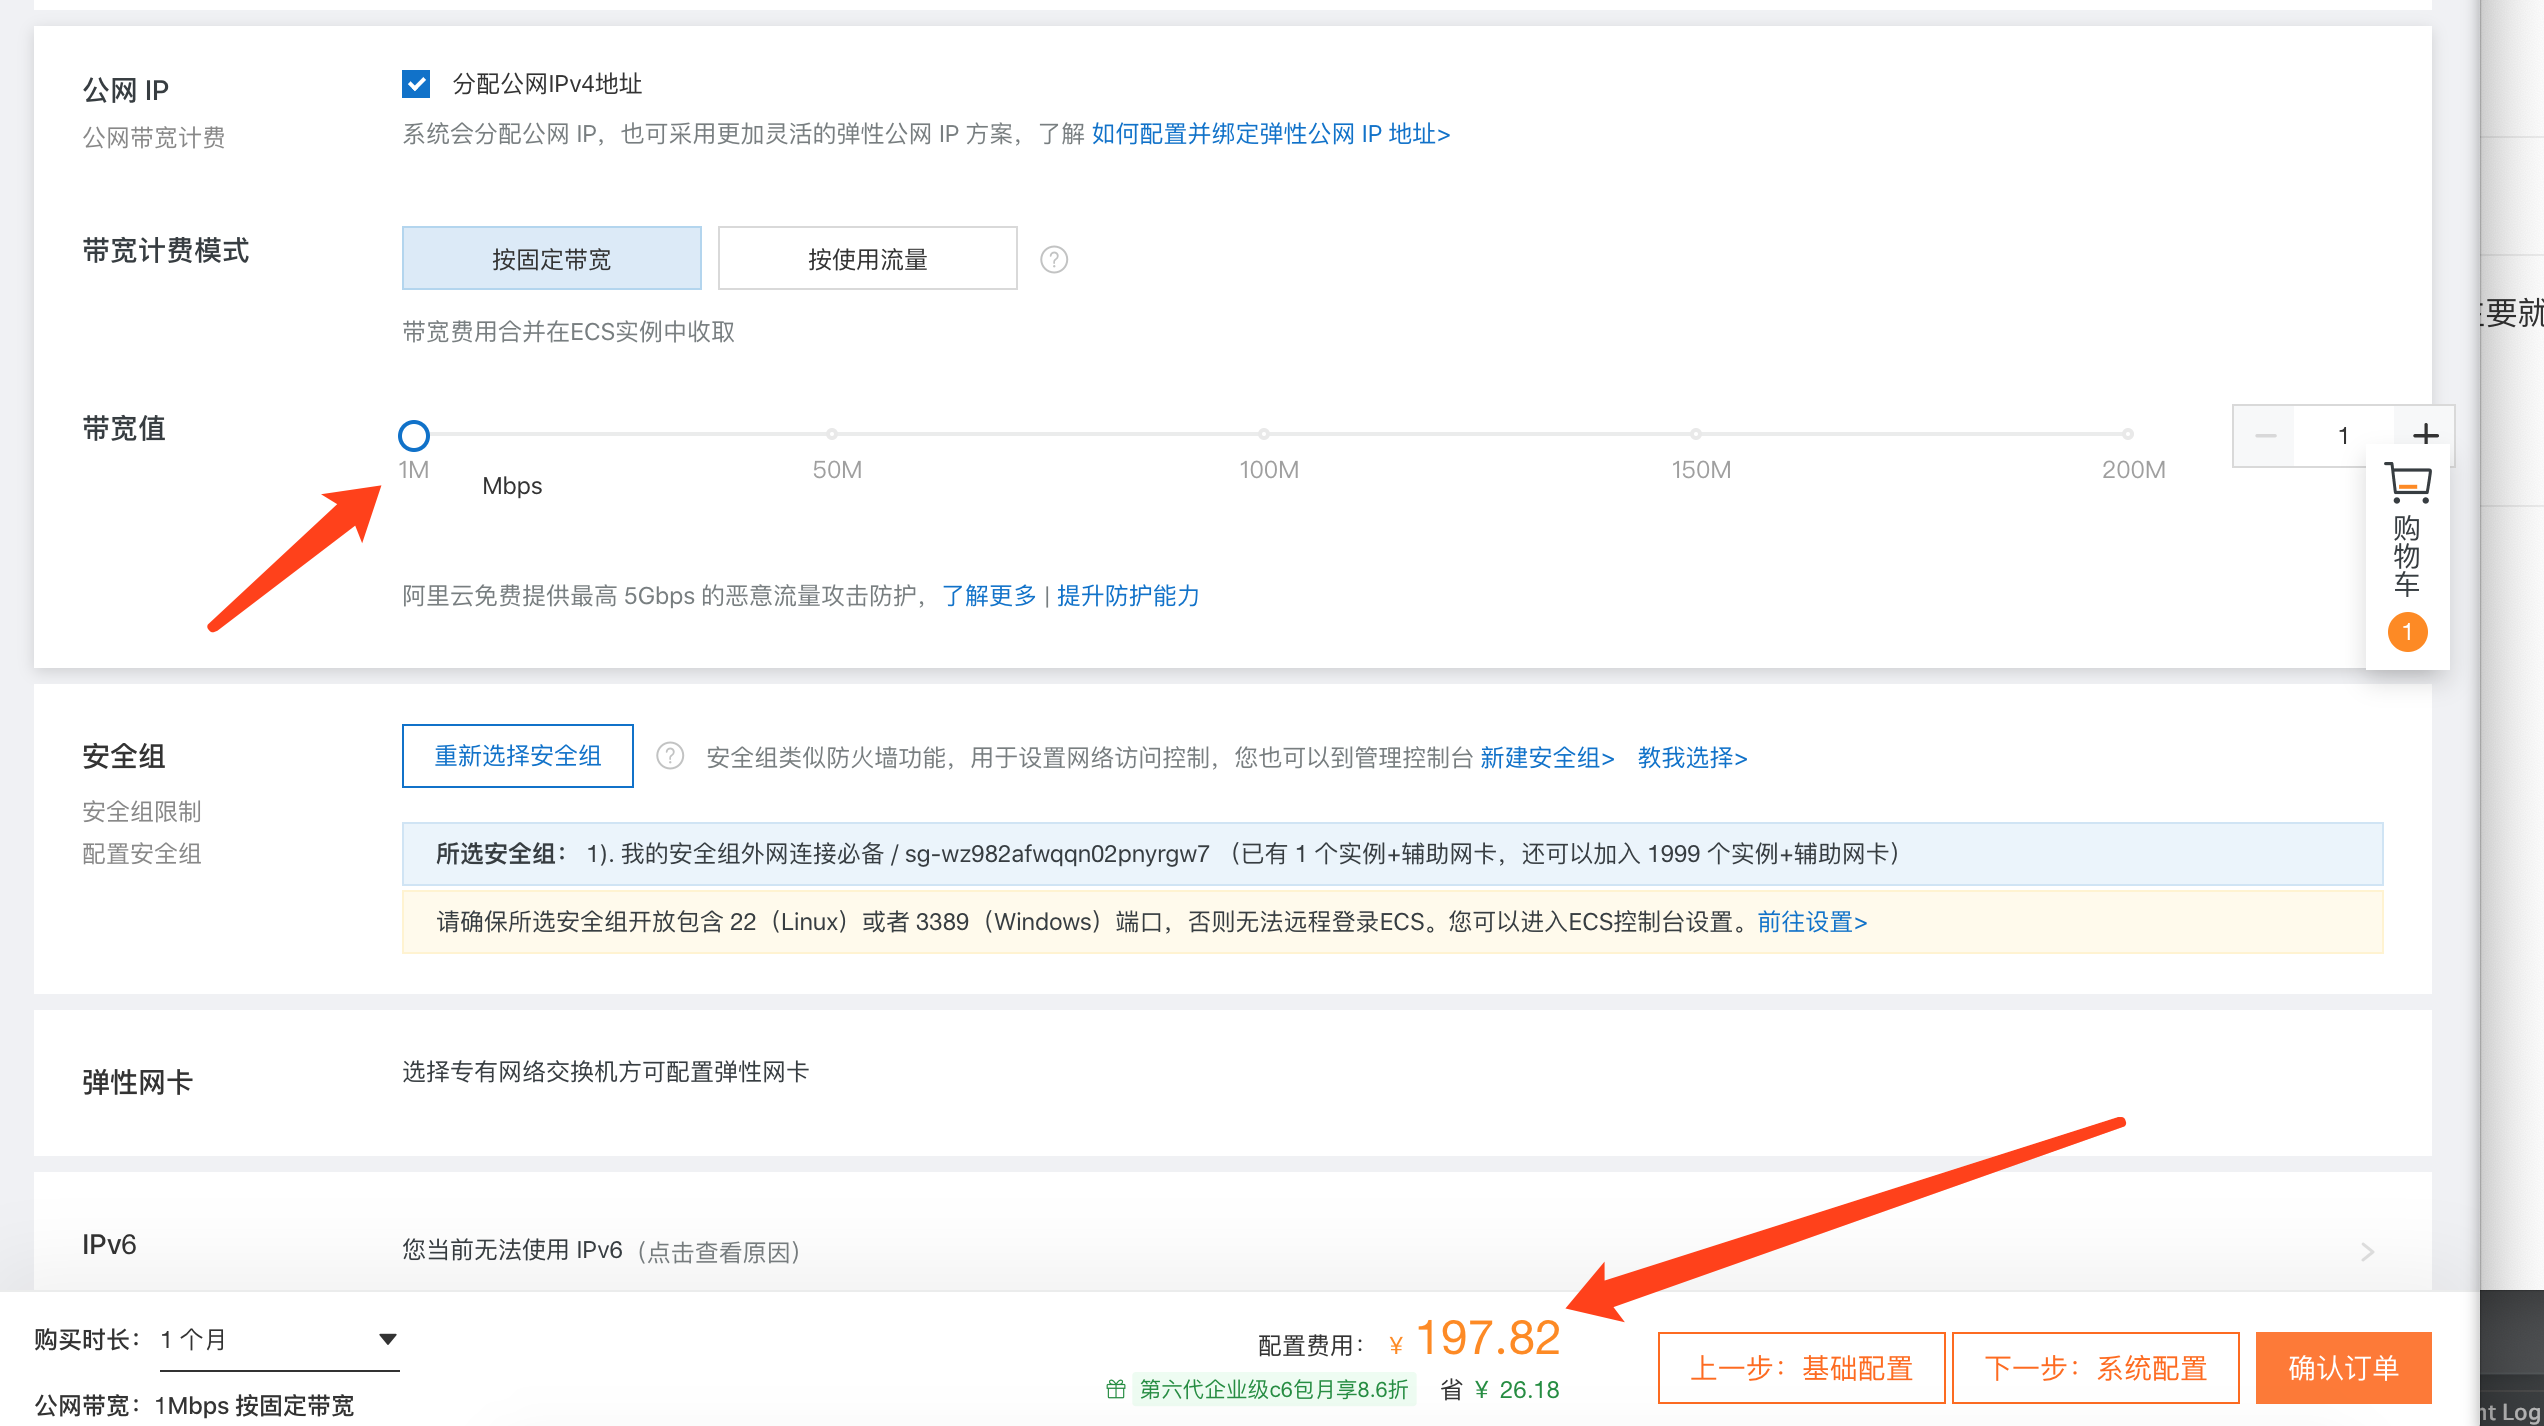 公网 IP
公网带宽计费
分配公网IPv4地址
系统会分配公网 IP，也可采用更加灵活的弹性公网 IP 方案，了解 如何配置并绑定弹性公网 IP 地址>
带宽计费模式
按固定带宽
按使用流量
?
带宽费用合并在ECS实例中收取
要就
带宽值
1M
50M
100M
150M
200M
1
Mbps
购物车
1
阿里云免费提供最高 5Gbps 的恶意流量攻击防护，了解更多 | 提升防护能力
安全组
安全组限制
配置安全组
重新选择安全组
?
安全组类似防火墙功能，用于设置网络访问控制，您也可以到管理控制台 新建安全组> 教我选择>
所选安全组： 1). 我的安全组外网连接必备 / sg-wz982afwqqn02pnyrgw7 （已有 1 个实例+辅助网卡，还可以加入 1999 个实例+辅助网卡）
请确保所选安全组开放包含 22（Linux）或者 3389（Windows）端口，否则无法远程登录ECS。您可以进入ECS控制台设置。前往设置>
弹性网卡
选择专有网络交换机方可配置弹性网卡
IPv6
您当前无法使用 IPv6（点击查看原因）
购买时长： 1 个月
公网带宽： 1Mbps 按固定带宽
配置费用： ¥ 197.82
第六代企业级c6包月享8.6折 省 ¥ 26.18
上一步：基础配置
下一步：系统配置
确认订单
nt Log